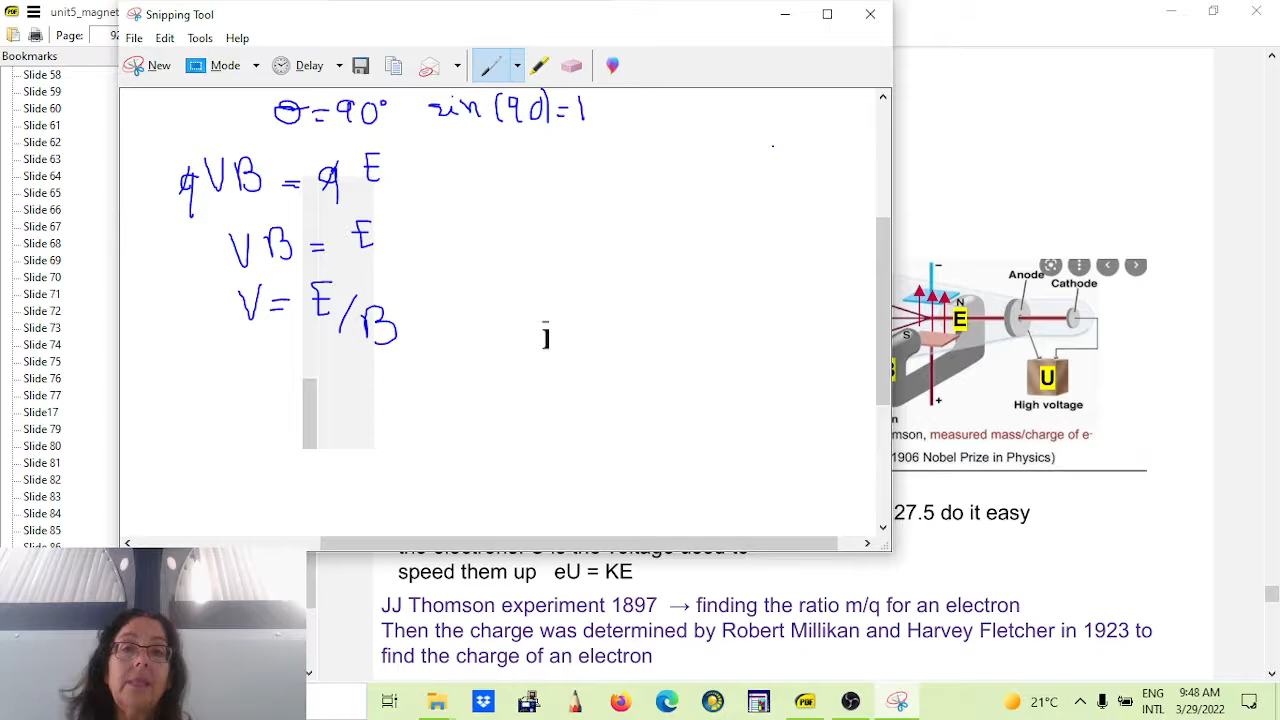 unit5_magnet
Snipping Tool
Page: 92
Bookmarks
File Edit Tools Help
New Mode Delay
Slide 58
Slide 59
Slide 60
Slide 61
Slide 62
Slide 63
Slide 64
Slide 65
Slide 66
Slide 67
Slide 68
Slide 69
Slide 70
Slide 71
Slide 72
Slide 73
Slide 74
Slide 75
Slide 76
Slide 77
Slide17
Slide 79
Slide 80
Slide 81
Slide 82
Slide 83
Slide 84
Slide 85
Slide 86
θ = 90° sin (90) = 1
qVB = q E
VB = E
V = E/B
Anode
Cathode
N
E
S
U
High voltage
mson, measured mass/charge of e-
1906 Nobel Prize in Physics)
27.5 do it easy
speed them up eU = KE
JJ Thomson experiment 1897 → finding the ratio m/q for an electron
Then the charge was determined by Robert Millikan and Harvey Fletcher in 1923 to
find the charge of an electron
21°C
ENG
INTL
9:48 AM
3/29/2022